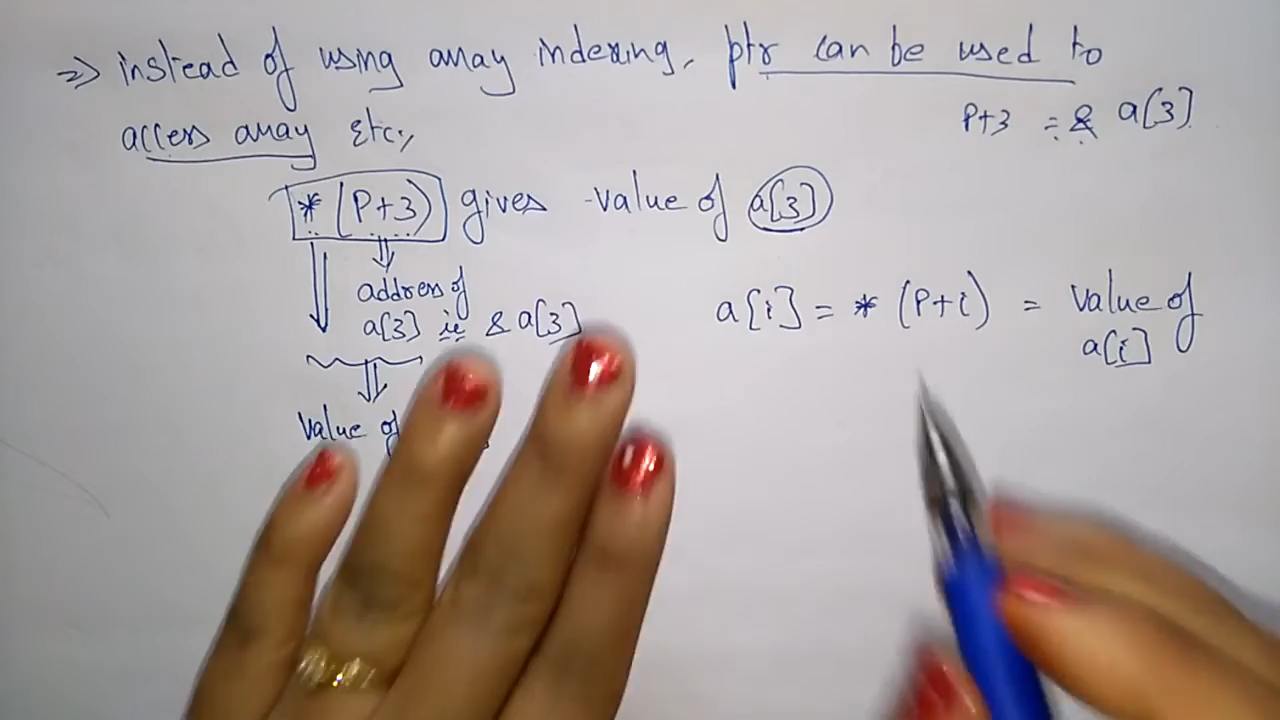 => instead of using array indexing, ptr can be used to
access array etc;
P+3 = & a[3]
*(P+3) gives value of a[3]
address of
a[3] ie & a[3]
a[i] = *(P+i) = value of
a[i]
value of